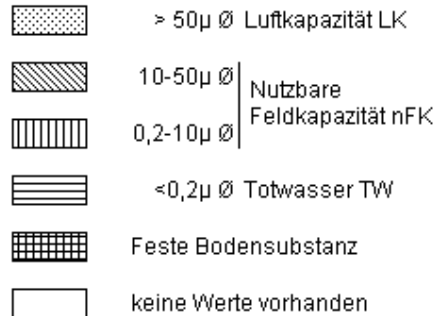 > 50µ Ø Luftkapazität LK
10-50µ Ø
Nutzbare
Feldkapazität nFK
0,2-10µ Ø
<0,2µ Ø Totwasser TW
Feste Bodensubstanz
keine Werte vorhanden